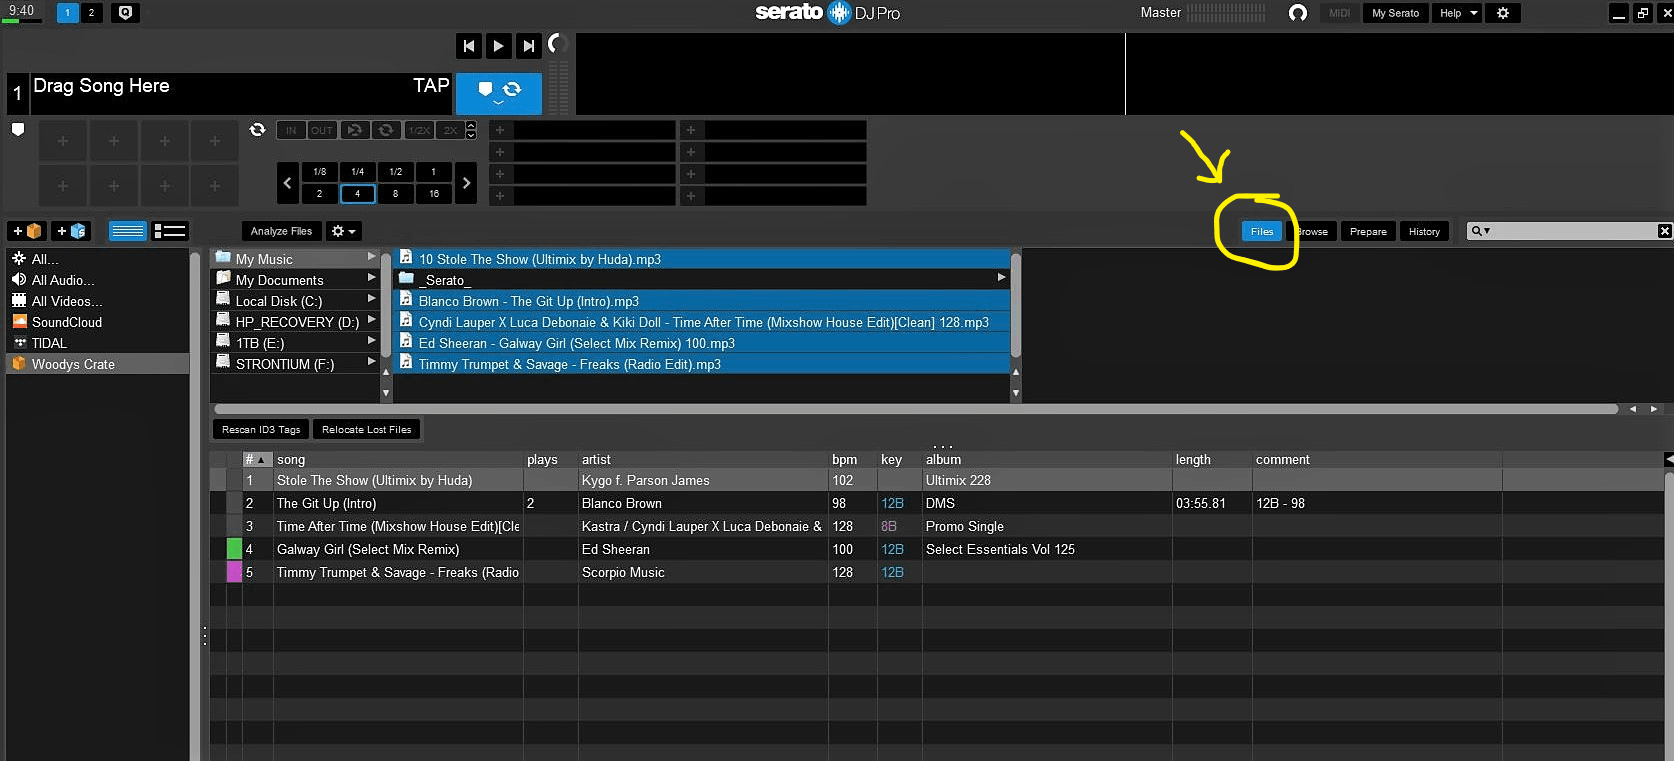 9:40 1 2 Q serato DJ Pro Master MIDI My Serato Help
1 Drag Song Here TAP
IN OUT 1/2X 2X
1/8 1/4 1/2 1
2 4 8 16
Analyze Files Files Browse Prepare History
All...
All Audio...
All Videos...
SoundCloud
TIDAL
Woodys Crate
My Music
My Documents
Local Disk (C:)
HP_RECOVERY (D:)
1TB (E:)
STRONTIUM (F:)
10 Stole The Show (Ultimix by Huda).mp3
_Serato_
Blanco Brown - The Git Up (Intro).mp3
Cyndi Lauper X Luca Debonaie & Kiki Doll - Time After Time (Mixshow House Edit)[Clean] 128.mp3
Ed Sheeran - Galway Girl (Select Mix Remix) 100.mp3
Timmy Trumpet & Savage - Freaks (Radio Edit).mp3
Rescan ID3 Tags Relocate Lost Files
# song plays artist bpm key album length comment
1 Stole The Show (Ultimix by Huda) Kygo f. Parson James 102 Ultimix 228
2 The Git Up (Intro) 2 Blanco Brown 98 12B DMS 03:55.81 12B - 98
3 Time After Time (Mixshow House Edit)[Cle Kastra / Cyndi Lauper X Luca Debonaie & 128 8B Promo Single
4 Galway Girl (Select Mix Remix) Ed Sheeran 100 12B Select Essentials Vol 125
5 Timmy Trumpet & Savage - Freaks (Radio Scorpio Music 128 12B